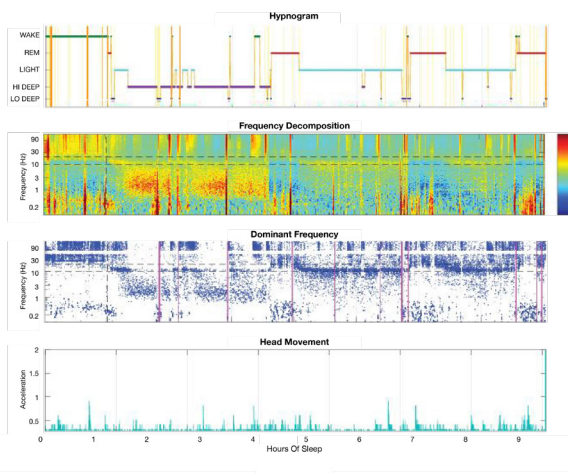 Hypnogram
WAKE
REM
LIGHT
HI DEEP
LO DEEP
Frequency Decomposition
Frequency (Hz)
90
30
10
3
1
0.2
Dominant Frequency
Frequency (Hz)
90
30
10
3
1
0.2
Head Movement
Acceleration
2
1.5
1
0.5
0 1 2 3 4 5 6 7 8 9
Hours Of Sleep